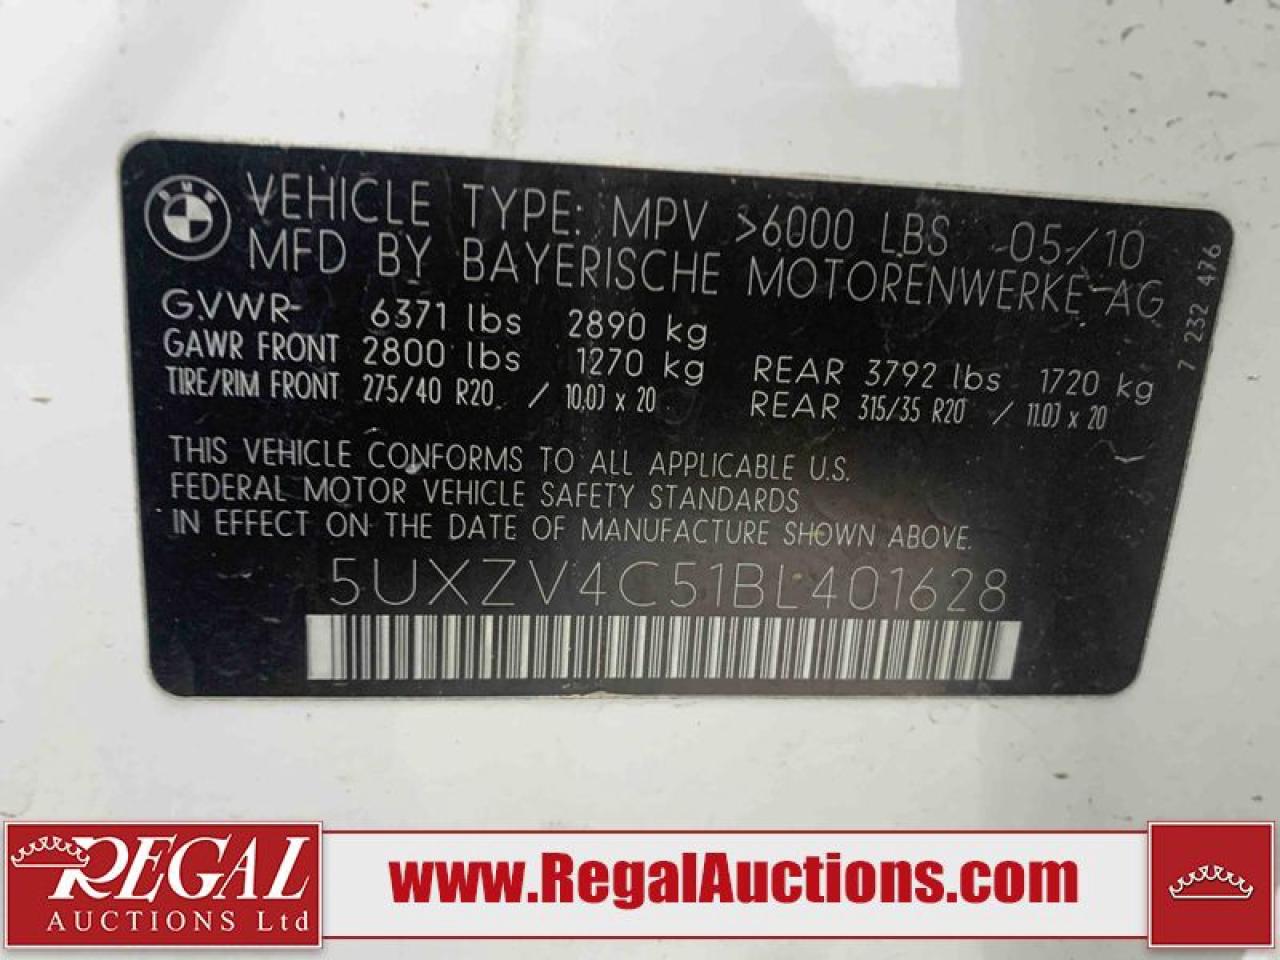 BMW
VEHICLE TYPE: MPV >6000 LBS 05/10
MFD BY BAYERISCHE MOTORENWERKE AG
GVWR 6371 lbs 2890 kg
GAWR FRONT 2800 lbs 1270 kg REAR 3792 lbs 1720 kg
TIRE/RIM FRONT 275/40 R20 / 10.0J x 20 REAR 315/35 R20 / 11.0J x 20
7 232 476
THIS VEHICLE CONFORMS TO ALL APPLICABLE U.S.
FEDERAL MOTOR VEHICLE SAFETY STANDARDS
IN EFFECT ON THE DATE OF MANUFACTURE SHOWN ABOVE.
5UXZV4C51BL401628
REGAL
AUCTIONS Ltd
www.RegalAuctions.com